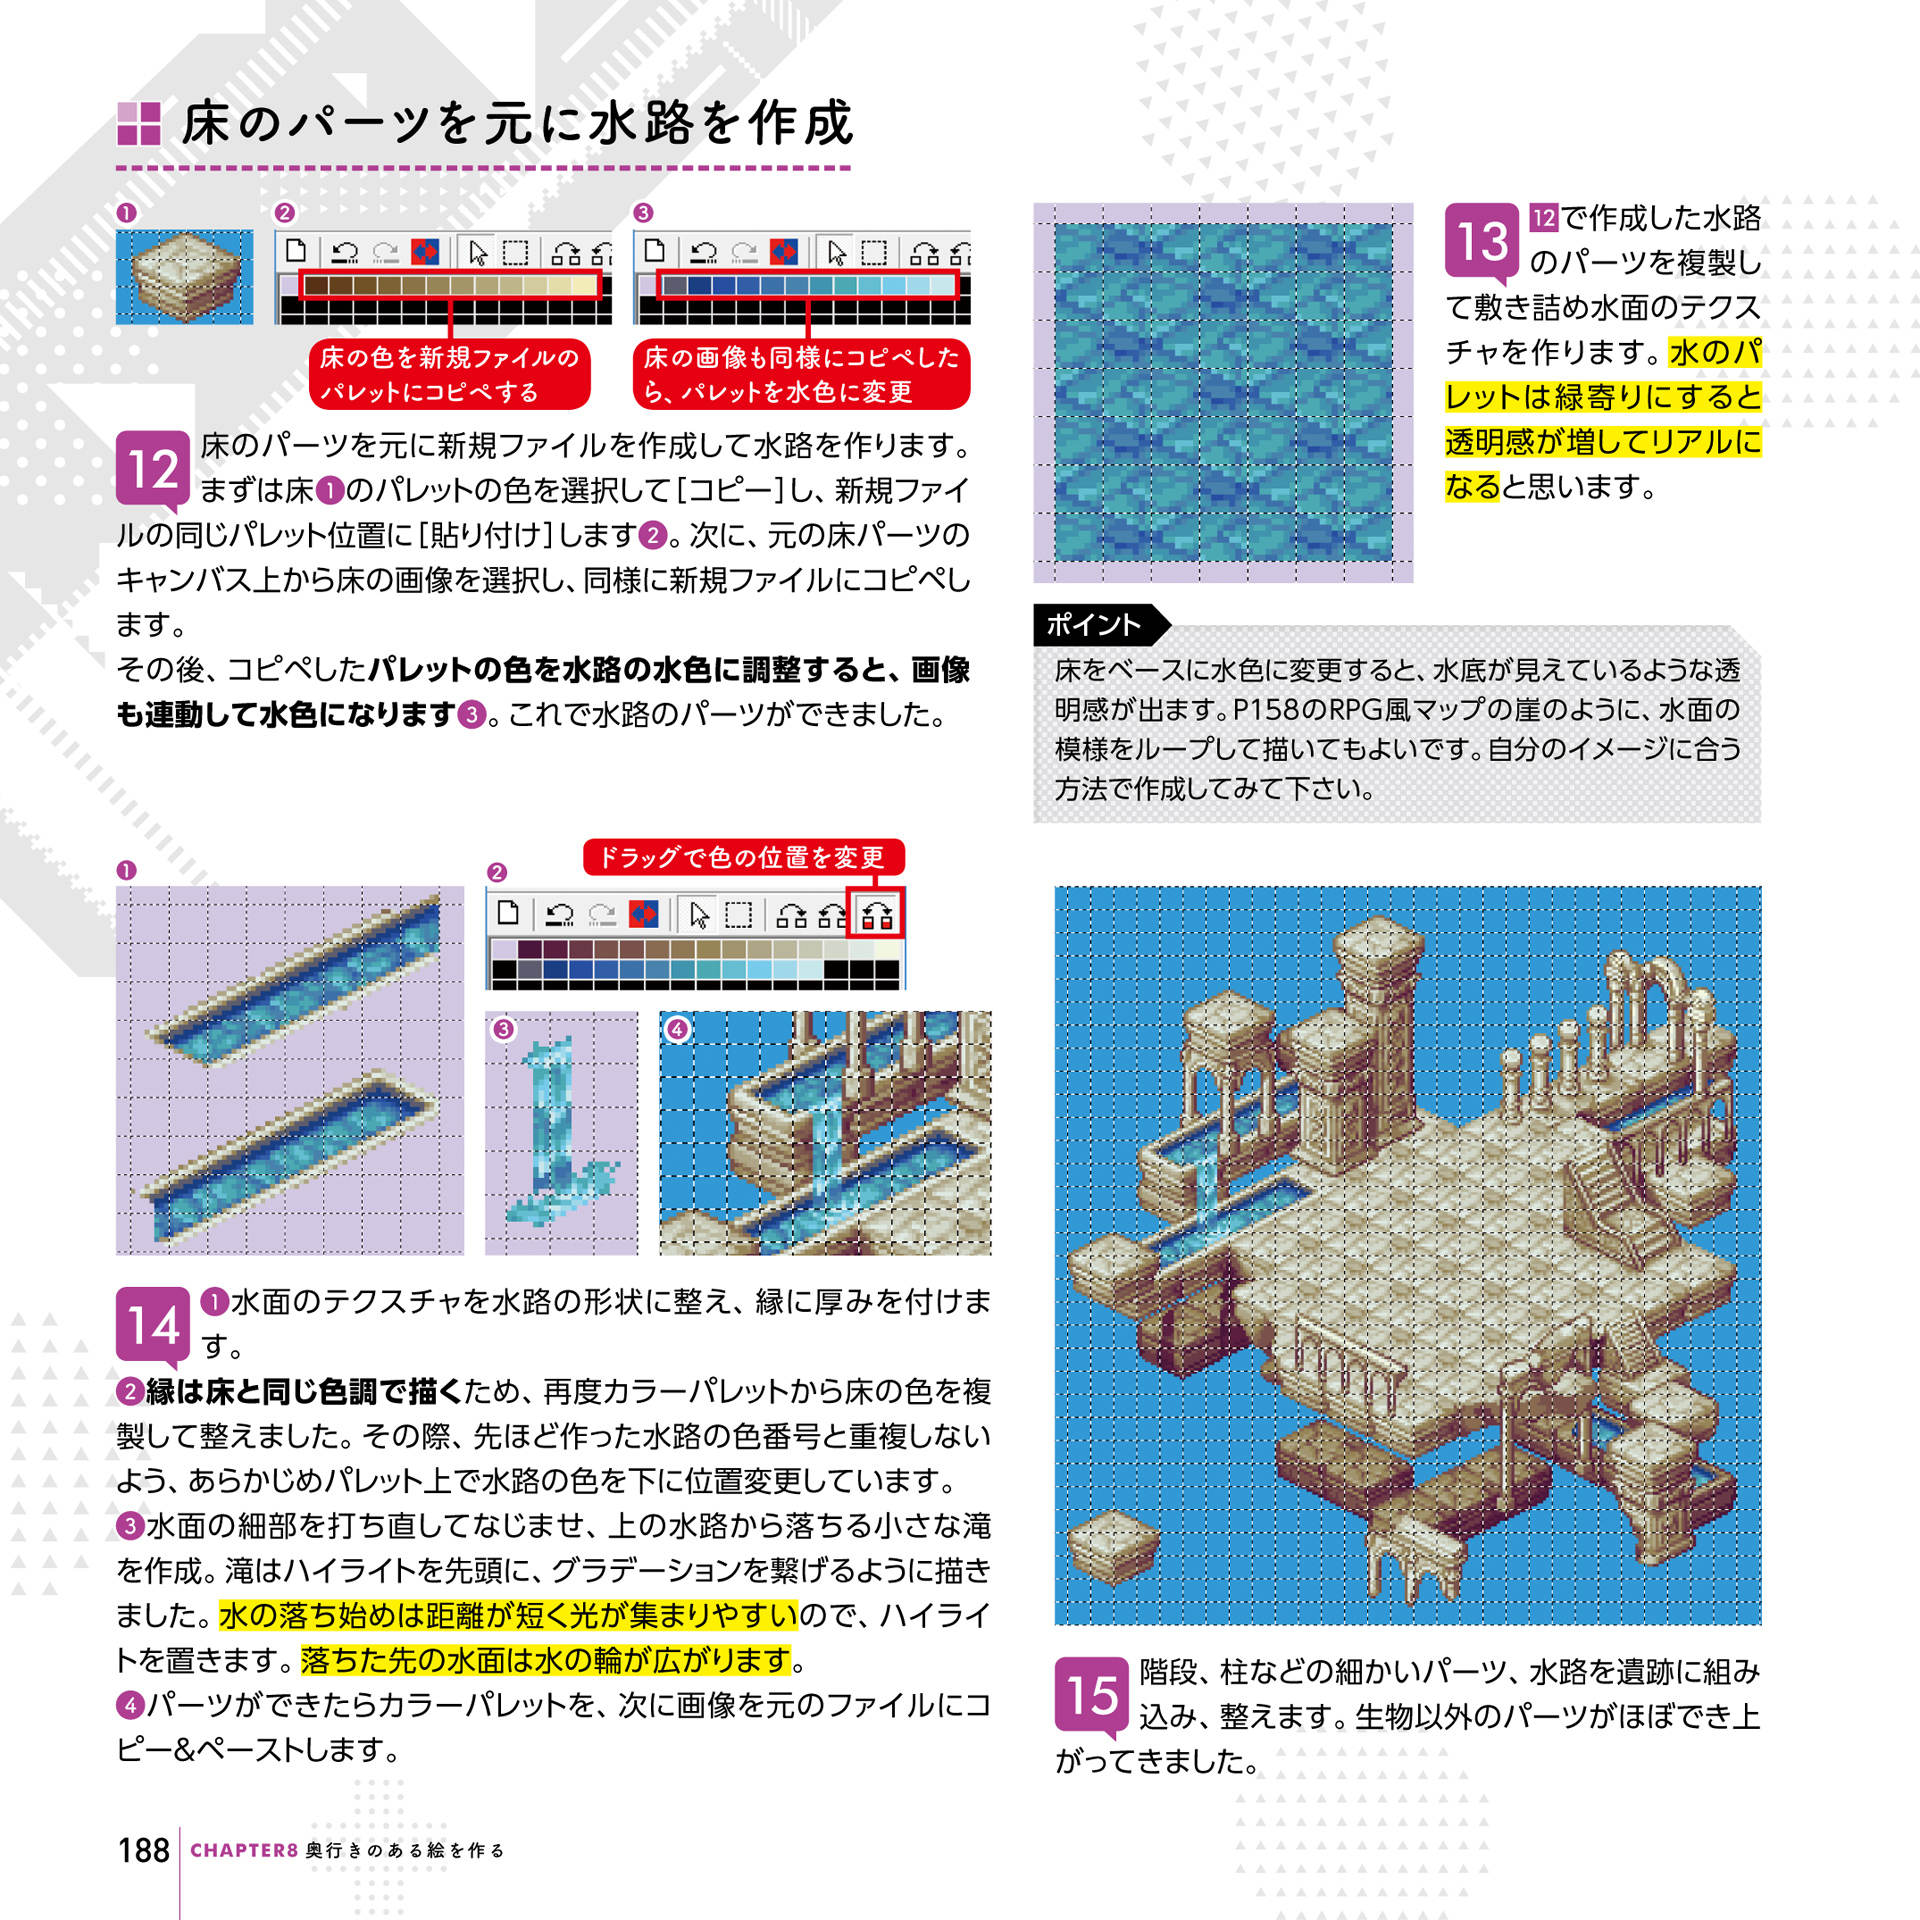 床のパーツを元に水路を作成
❶
❷
❸
床の色を新規ファイルの
パレットにコピペする
床の画像も同様にコピペした
ら、パレットを水色に変更
12
床のパーツを元に新規ファイルを作成して水路を作ります。
まずは床❶のパレットの色を選択して[コピー]し、新規ファイ
ルの同じパレット位置に[貼り付け]します❷。次に、元の床パーツの
キャンバス上から床の画像を選択し、同様に新規ファイルにコピペし
ます。
その後、コピペしたパレットの色を水路の水色に調整すると、画像
も連動して水色になります❸。これで水路のパーツができました。
13
12で作成した水路
のパーツを複製し
て敷き詰め水面のテクス
チャを作ります。水のパ
レットは緑寄りにすると
透明感が増してリアルに
なると思います。
ポイント
床をベースに水色に変更すると、水底が見えているような透
明感が出ます。P158のRPG風マップの崖のように、水面の
模様をループして描いてもよいです。自分のイメージに合う
方法で作成してみて下さい。
❶
❷
ドラッグで色の位置を変更
❸
❹
14
❶水面のテクスチャを水路の形状に整え、縁に厚みを付けま
す。
❷縁は床と同じ色調で描くため、再度カラーパレットから床の色を複
製して整えました。その際、先ほど作った水路の色番号と重複しない
よう、あらかじめパレット上で水路の色を下に位置変更しています。
❸水面の細部を打ち直してなじませ、上の水路から落ちる小さな滝
を作成。滝はハイライトを先頭に、グラデーションを繋げるように描き
ました。水の落ち始めは距離が短く光が集まりやすいので、ハイライ
トを置きます。落ちた先の水面は水の輪が広がります。
❹パーツができたらカラーパレットを、次に画像を元のファイルにコ
ピー&ペーストします。
15
階段、柱などの細かいパーツ、水路を遺跡に組み
込み、整えます。生物以外のパーツがほぼでき上
がってきました。
188
CHAPTER8 奥行きのある絵を作る